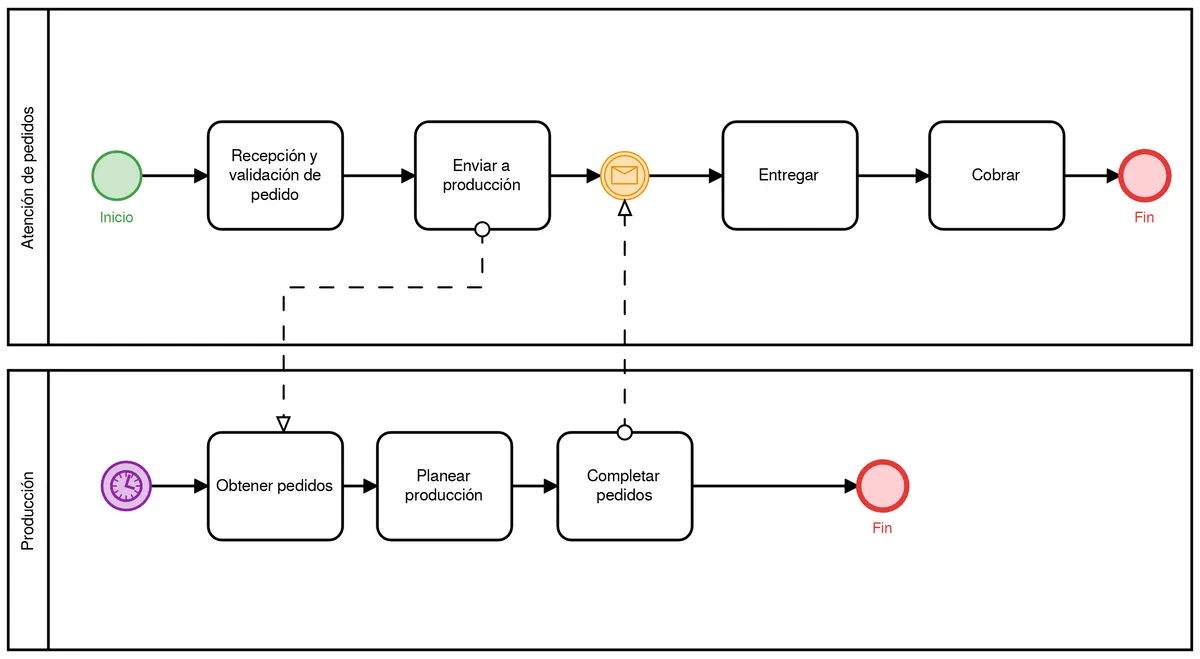 Atención de pedidos
Inicio
Recepción y
validación de
pedido
Enviar a
producción
Entregar
Cobrar
Fin
Producción
Obtener pedidos
Planear
producción
Completar
pedidos
Fin